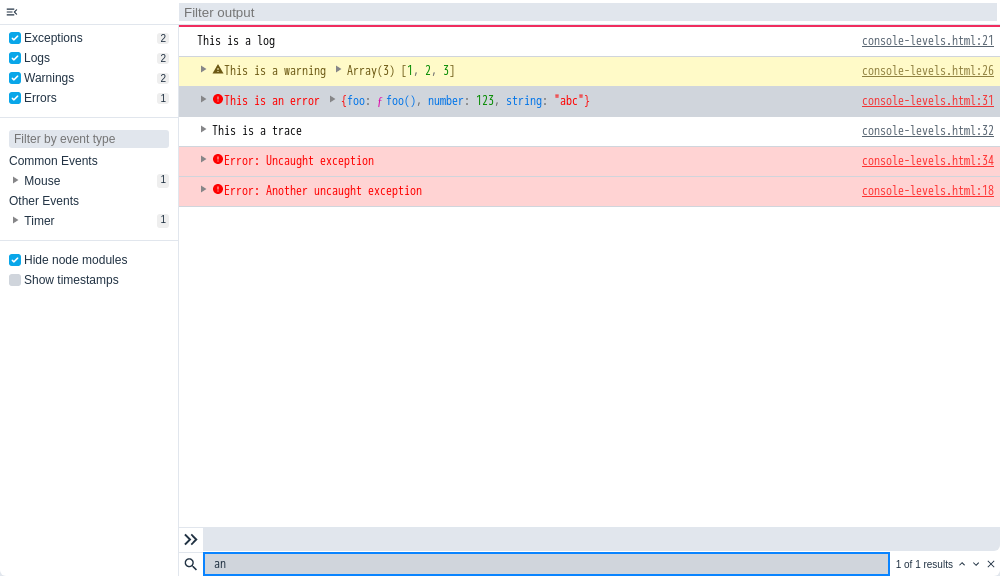 Filter output
Exceptions 2
Logs 2
Warnings 2
Errors 1
Filter by event type
Common Events
Mouse 1
Other Events
Timer 1
Hide node modules
Show timestamps
This is a log console-levels.html:21
This is a warning Array(3) [1, 2, 3] console-levels.html:26
This is an error {foo: ƒ foo(), number: 123, string: "abc"} console-levels.html:31
This is a trace console-levels.html:32
Error: Uncaught exception console-levels.html:34
Error: Another uncaught exception console-levels.html:18
an 1 of 1 results